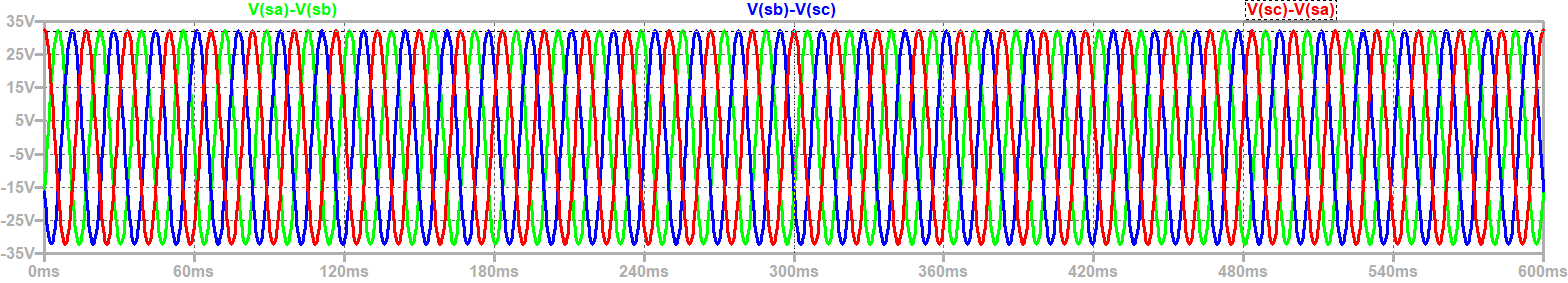 V(sa)-V(sb) V(sb)-V(sc) V(sc)-V(sa)
35V
25V
15V
5V
-5V
-15V
-25V
-35V
0ms 60ms 120ms 180ms 240ms 300ms 360ms 420ms 480ms 540ms 600ms